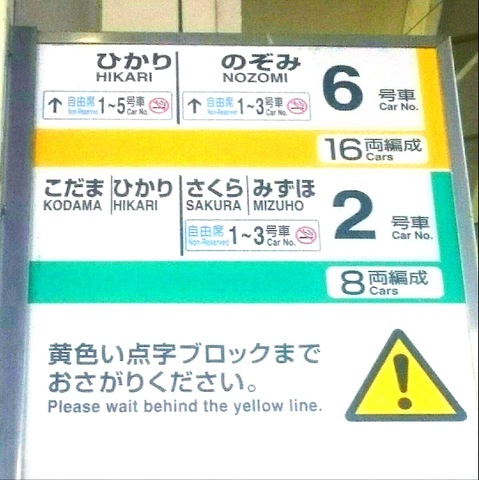 ひかり のぞみ 6 号車
HIKARI NOZOMI Car No.
↑ 自由席 1~5 号車 ↑ 自由席 1~3 号車
Non-Reserved Car No. Non-Reserved Car No.
16 両編成
Cars
こだま ひかり さくら みずほ 2 号車
KODAMA HIKARI SAKURA MIZUHO Car No.
自由席 1~3 号車
Non-Reserved Car No.
8 両編成
Cars
黄色い点字ブロックまで
おさがりください。
Please wait behind the yellow line.